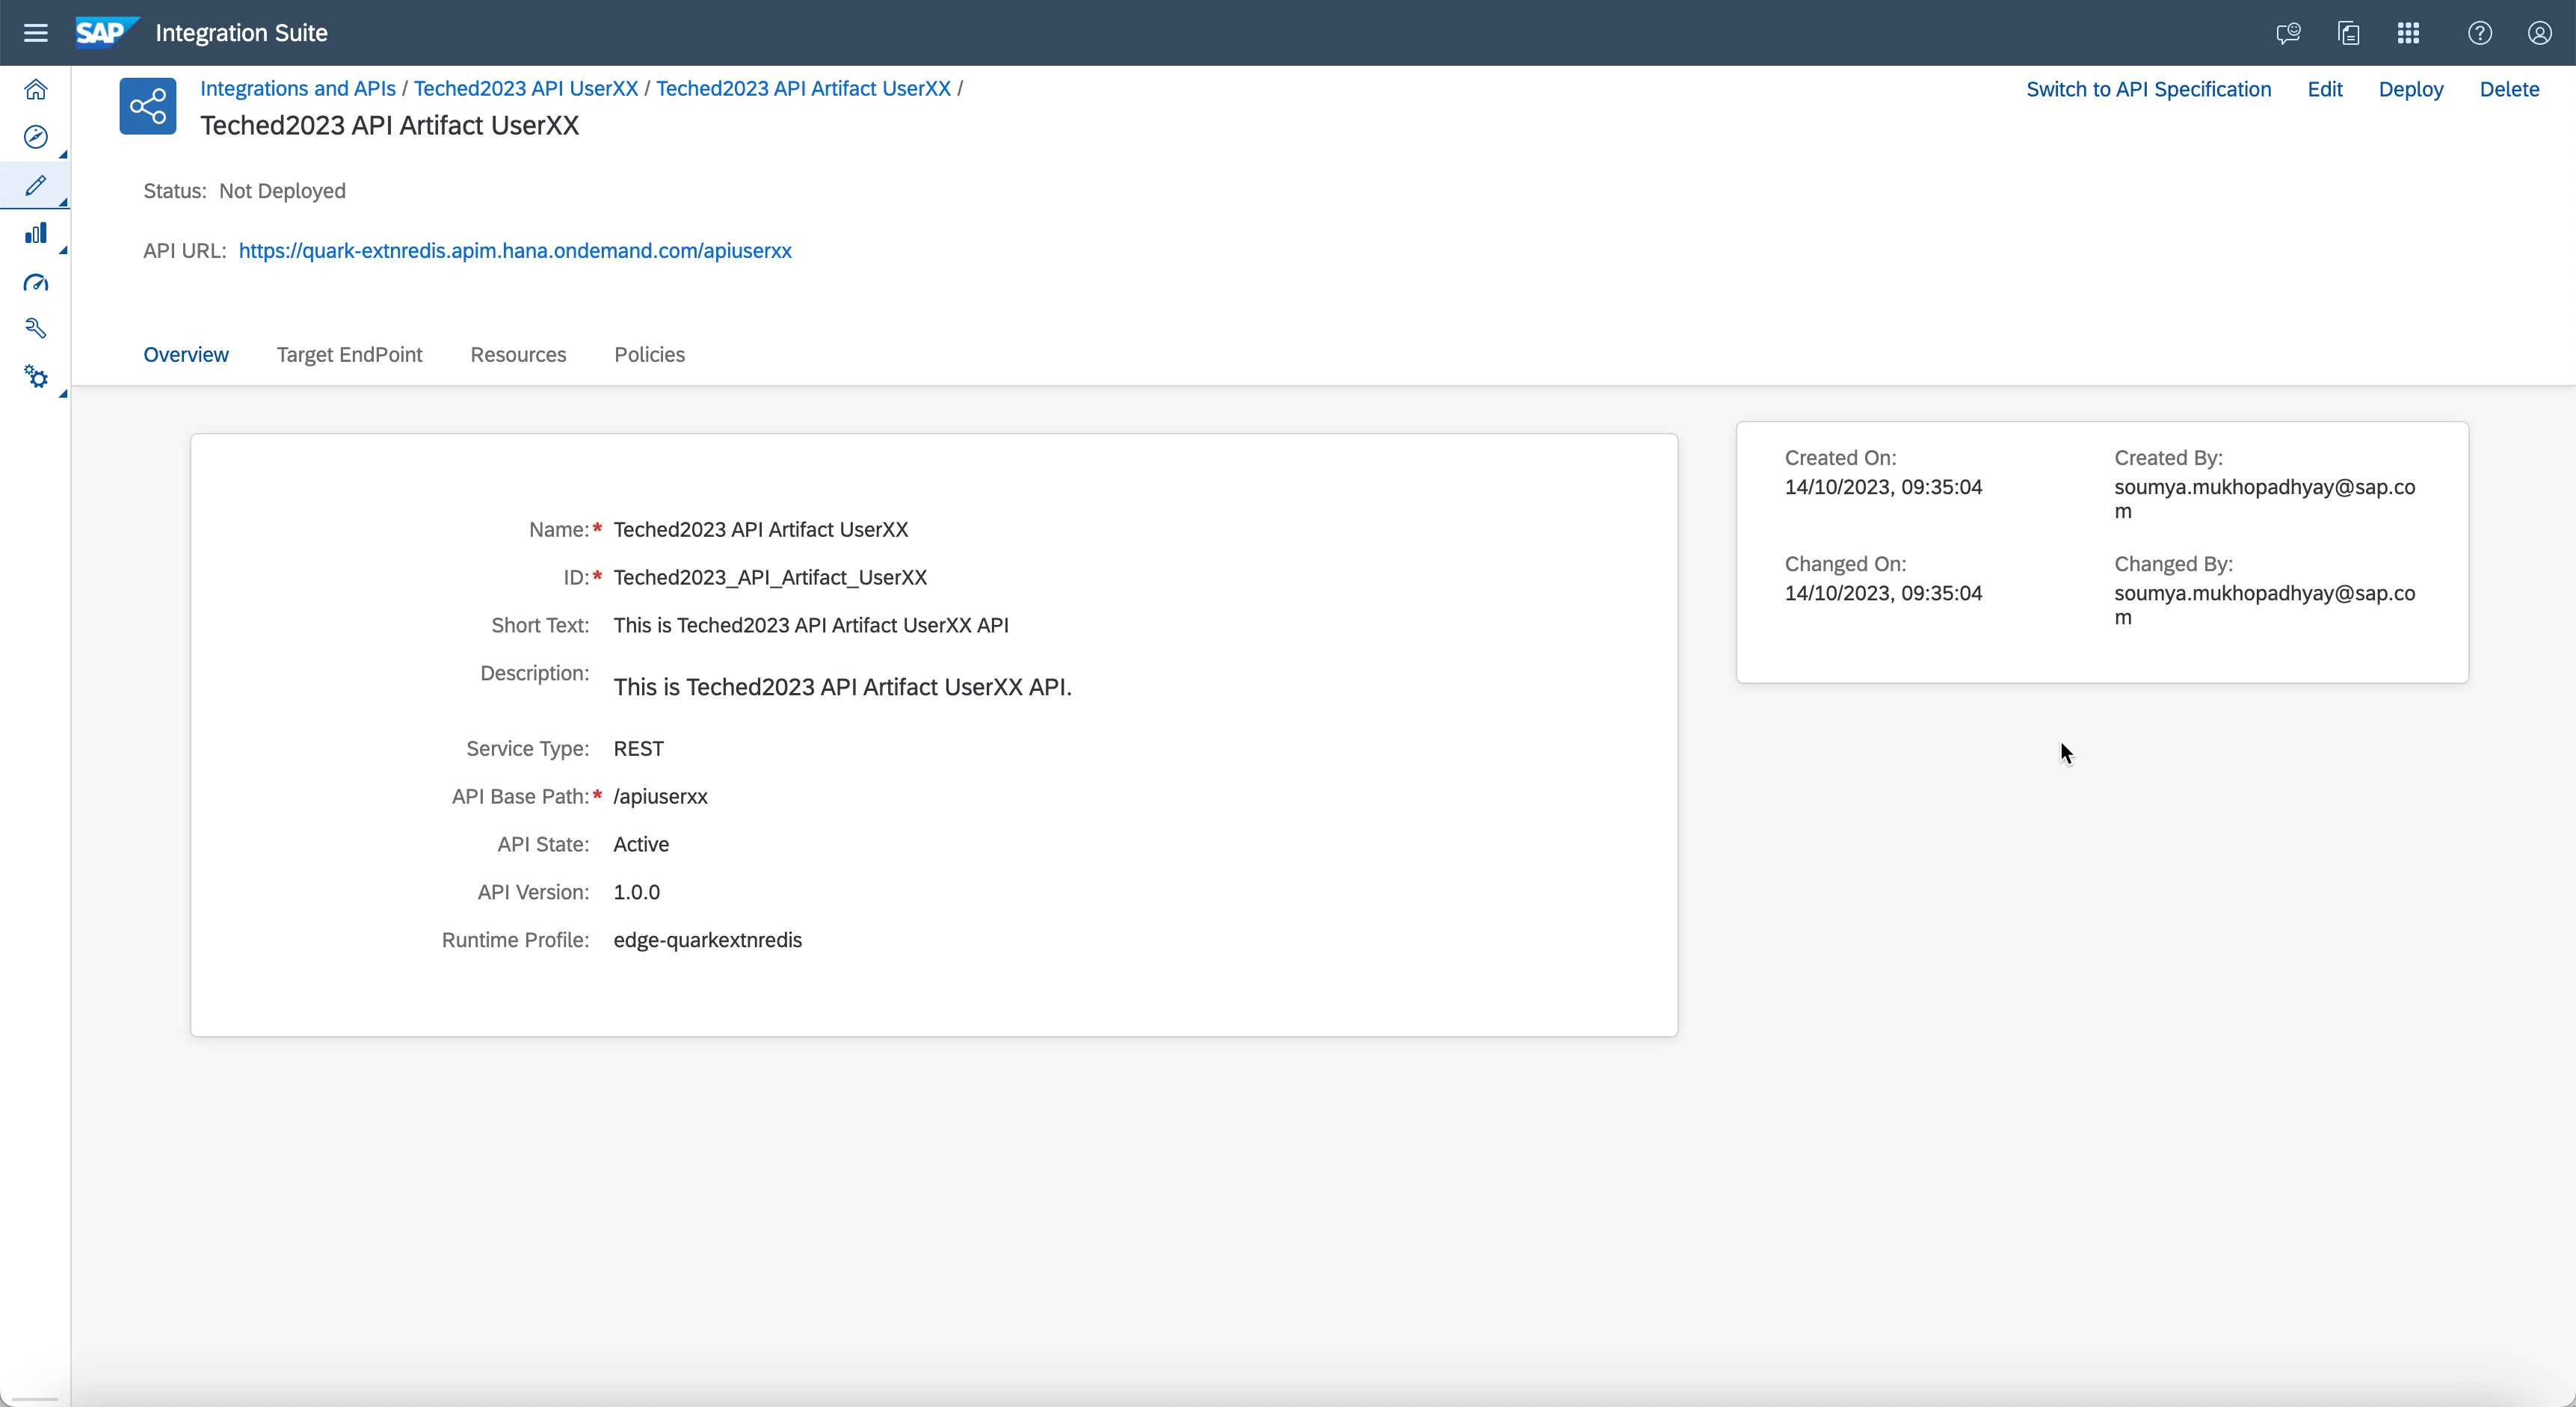 SAP Integration Suite
Integrations and APIs / Teched2023 API UserXX / Teched2023 API Artifact UserXX /
Switch to API Specification Edit Deploy Delete
Teched2023 API Artifact UserXX
Status: Not Deployed
API URL: https://quark-extnredis.apim.hana.ondemand.com/apiuserxx
Overview Target EndPoint Resources Policies
Name:* Teched2023 API Artifact UserXX
ID:* Teched2023_API_Artifact_UserXX
Short Text: This is Teched2023 API Artifact UserXX API
Description: This is Teched2023 API Artifact UserXX API.
Service Type: REST
API Base Path:* /apiuserxx
API State: Active
API Version: 1.0.0
Runtime Profile: edge-quarkextnredis
Created On:
14/10/2023, 09:35:04
Created By:
soumya.mukhopadhyay@sap.co
m
Changed On:
14/10/2023, 09:35:04
Changed By:
soumya.mukhopadhyay@sap.co
m